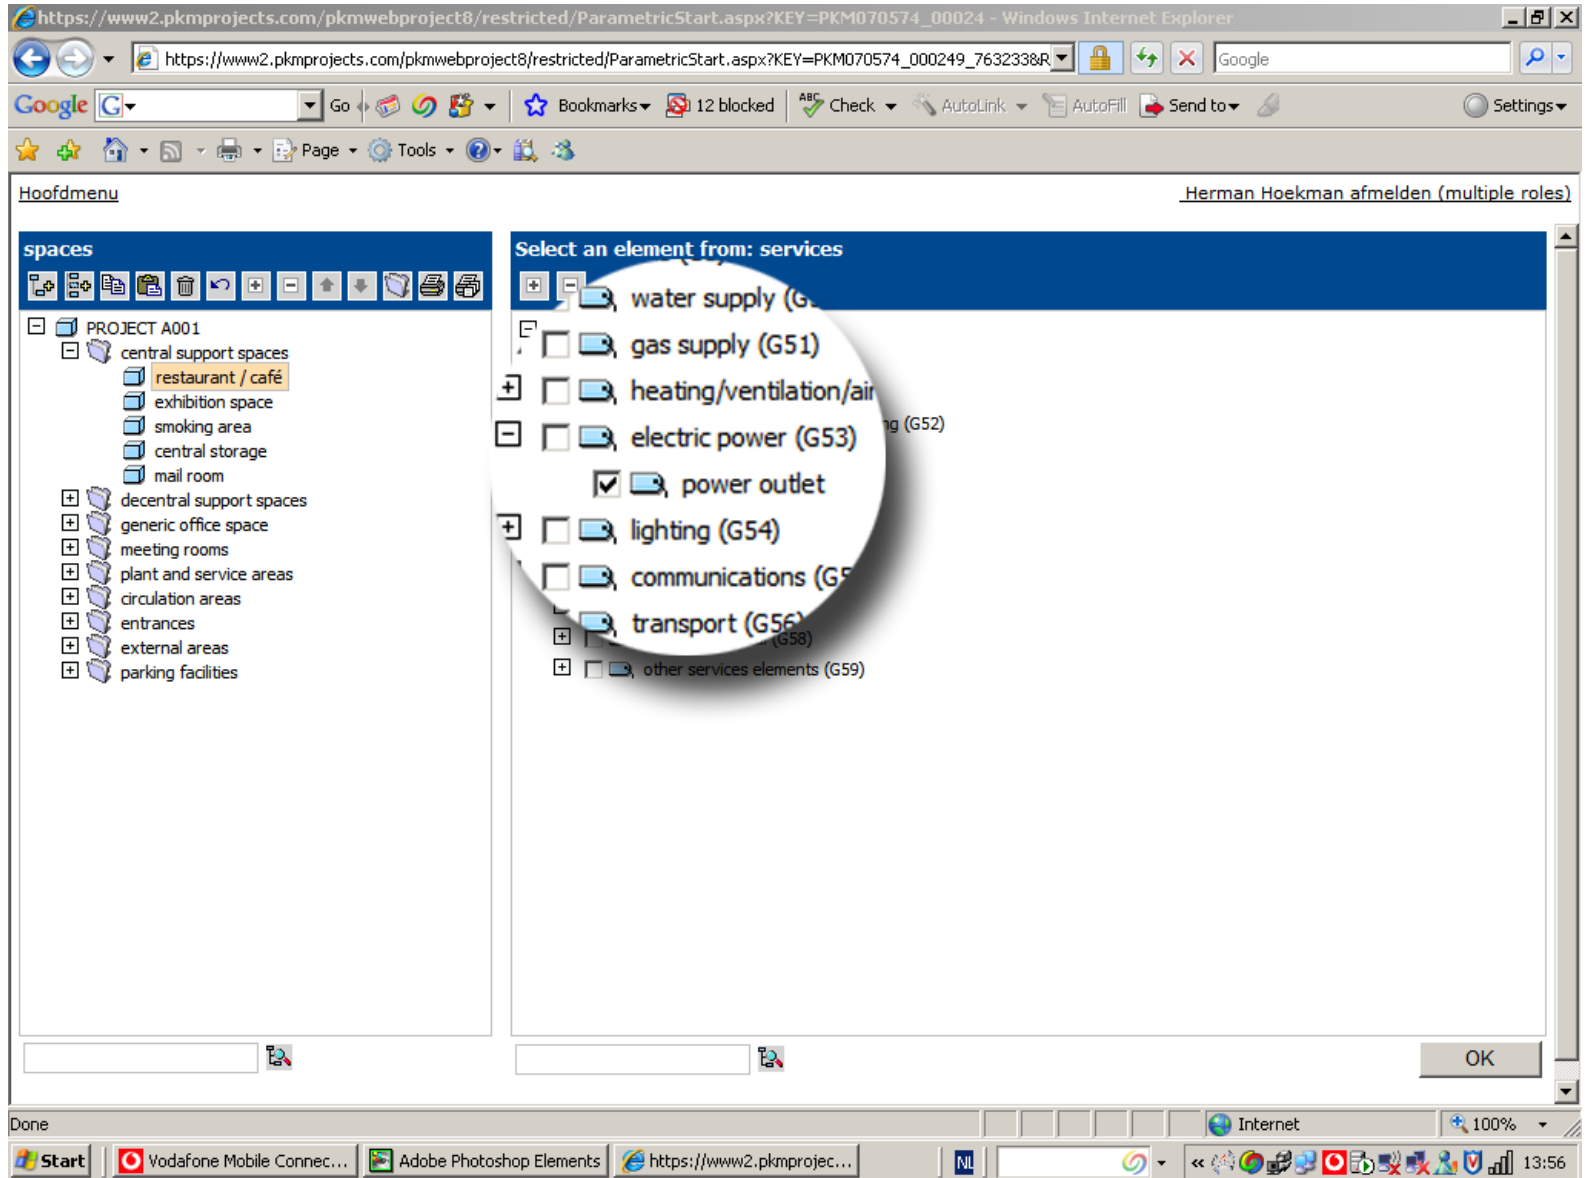 https://www2.pkmprojects.com/pkmwebproject8/restricted/ParametricStart.aspx?KEY=PKM070574_00024 - Windows Internet Explorer
https://www2.pkmprojects.com/pkmwebproject8/restricted/ParametricStart.aspx?KEY=PKM070574_000249_763233&R
Google
Google G Go Bookmarks 12 blocked ABC Check AutoLink AutoFill Send to Settings
Page Tools
Hoofdmenu
Herman Hoekman afmelden (multiple roles)
spaces
PROJECT A001
central support spaces
restaurant / café
exhibition space
smoking area
central storage
mail room
decentral support spaces
generic office space
meeting rooms
plant and service areas
circulation areas
entrances
external areas
parking facilities
Select an element from: services
water supply
gas supply (G51)
heating/ventilation/air
ng (G52)
electric power (G53)
power outlet
lighting (G54)
communications
transport (G56)
(G58)
other services elements (G59)
OK
Done
Internet
100%
Start
Vodafone Mobile Connec...
Adobe Photoshop Elements
https://www2.pkmprojec...
NL
13:56